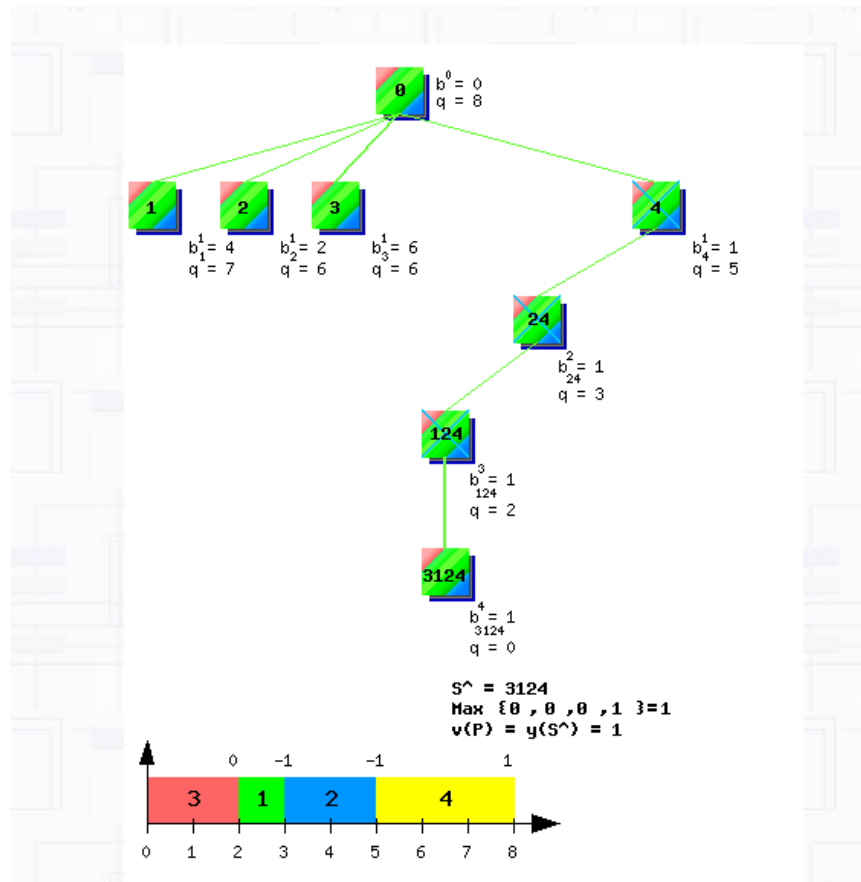 0
b⁰ = 0
q = 8
1
b¹₁ = 4
q = 7
2
b¹₂ = 2
q = 6
3
b¹₃ = 6
q = 6
4
b¹₄ = 1
q = 5
24
b²₂₄ = 1
q = 3
124
b³₁₂₄ = 1
q = 2
3124
b⁴₃₁₂₄ = 1
q = 0
S^ = 3124
Max {0 , 0 ,0 ,1 }=1
v(P) = y(S^) = 1
0 -1 -1 1
3 1 2 4
0 1 2 3 4 5 6 7 8